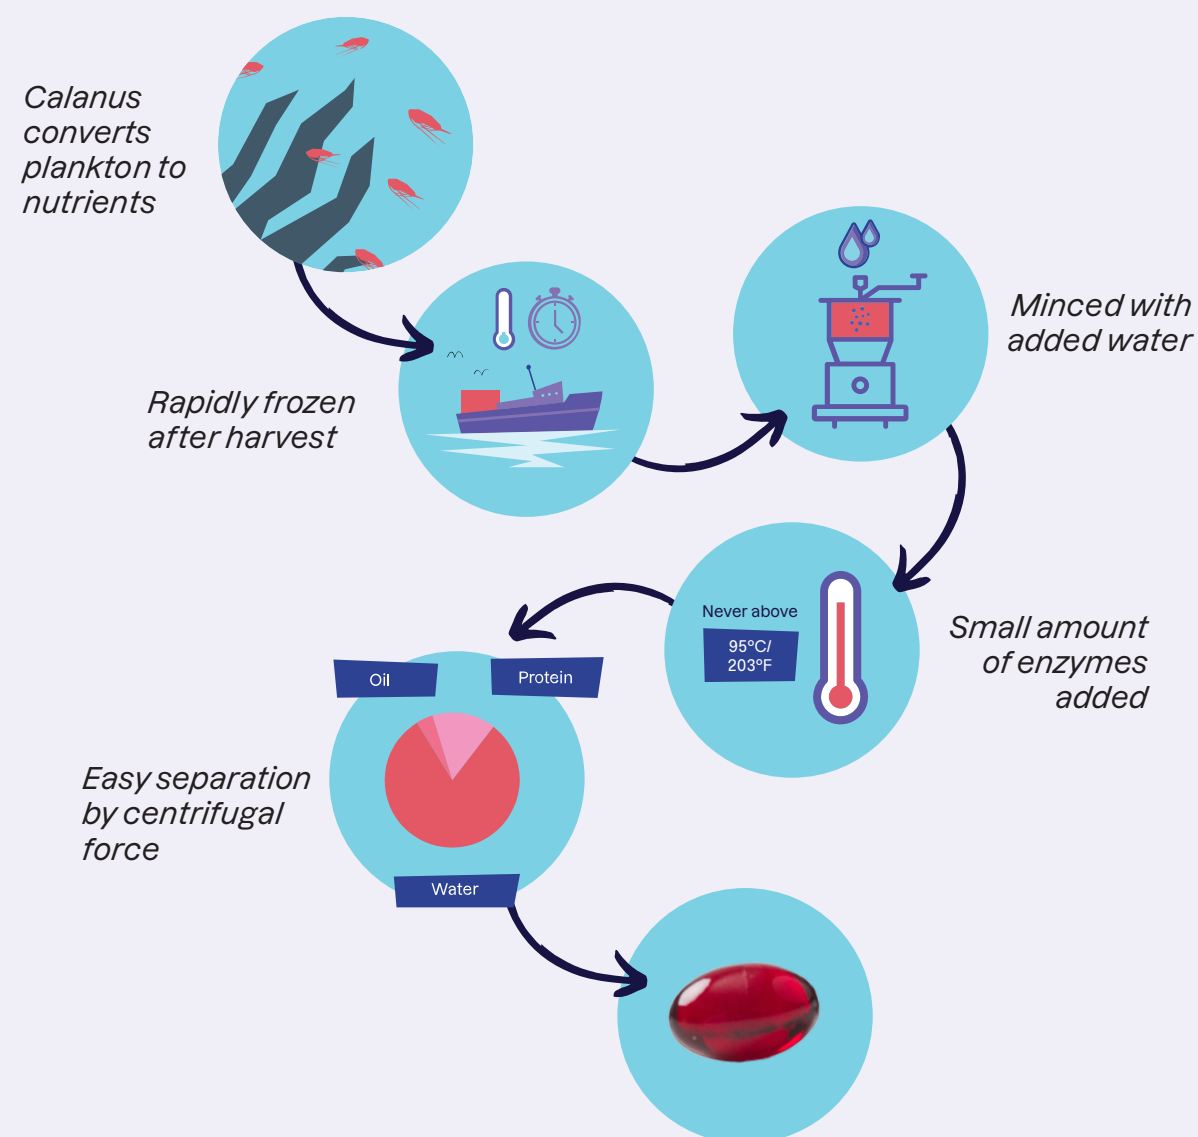 Calanus
converts
plankton to
nutrients
Rapidly frozen
after harvest
Minced with
added water
Never above
95°C/
203°F
Small amount
of enzymes
added
Oil
Protein
Easy separation
by centrifugal
force
Water